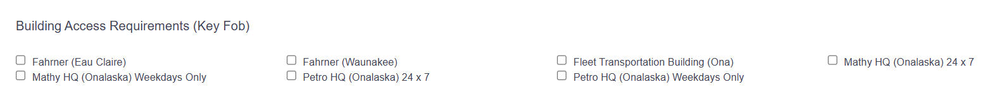 Building Access Requirements (Key Fob)
Fahrner (Eau Claire) Fahrner (Waunakee) Fleet Transportation Building (Ona) Mathy HQ (Onalaska) 24 x 7
Mathy HQ (Onalaska) Weekdays Only Petro HQ (Onalaska) 24 x 7 Petro HQ (Onalaska) Weekdays Only